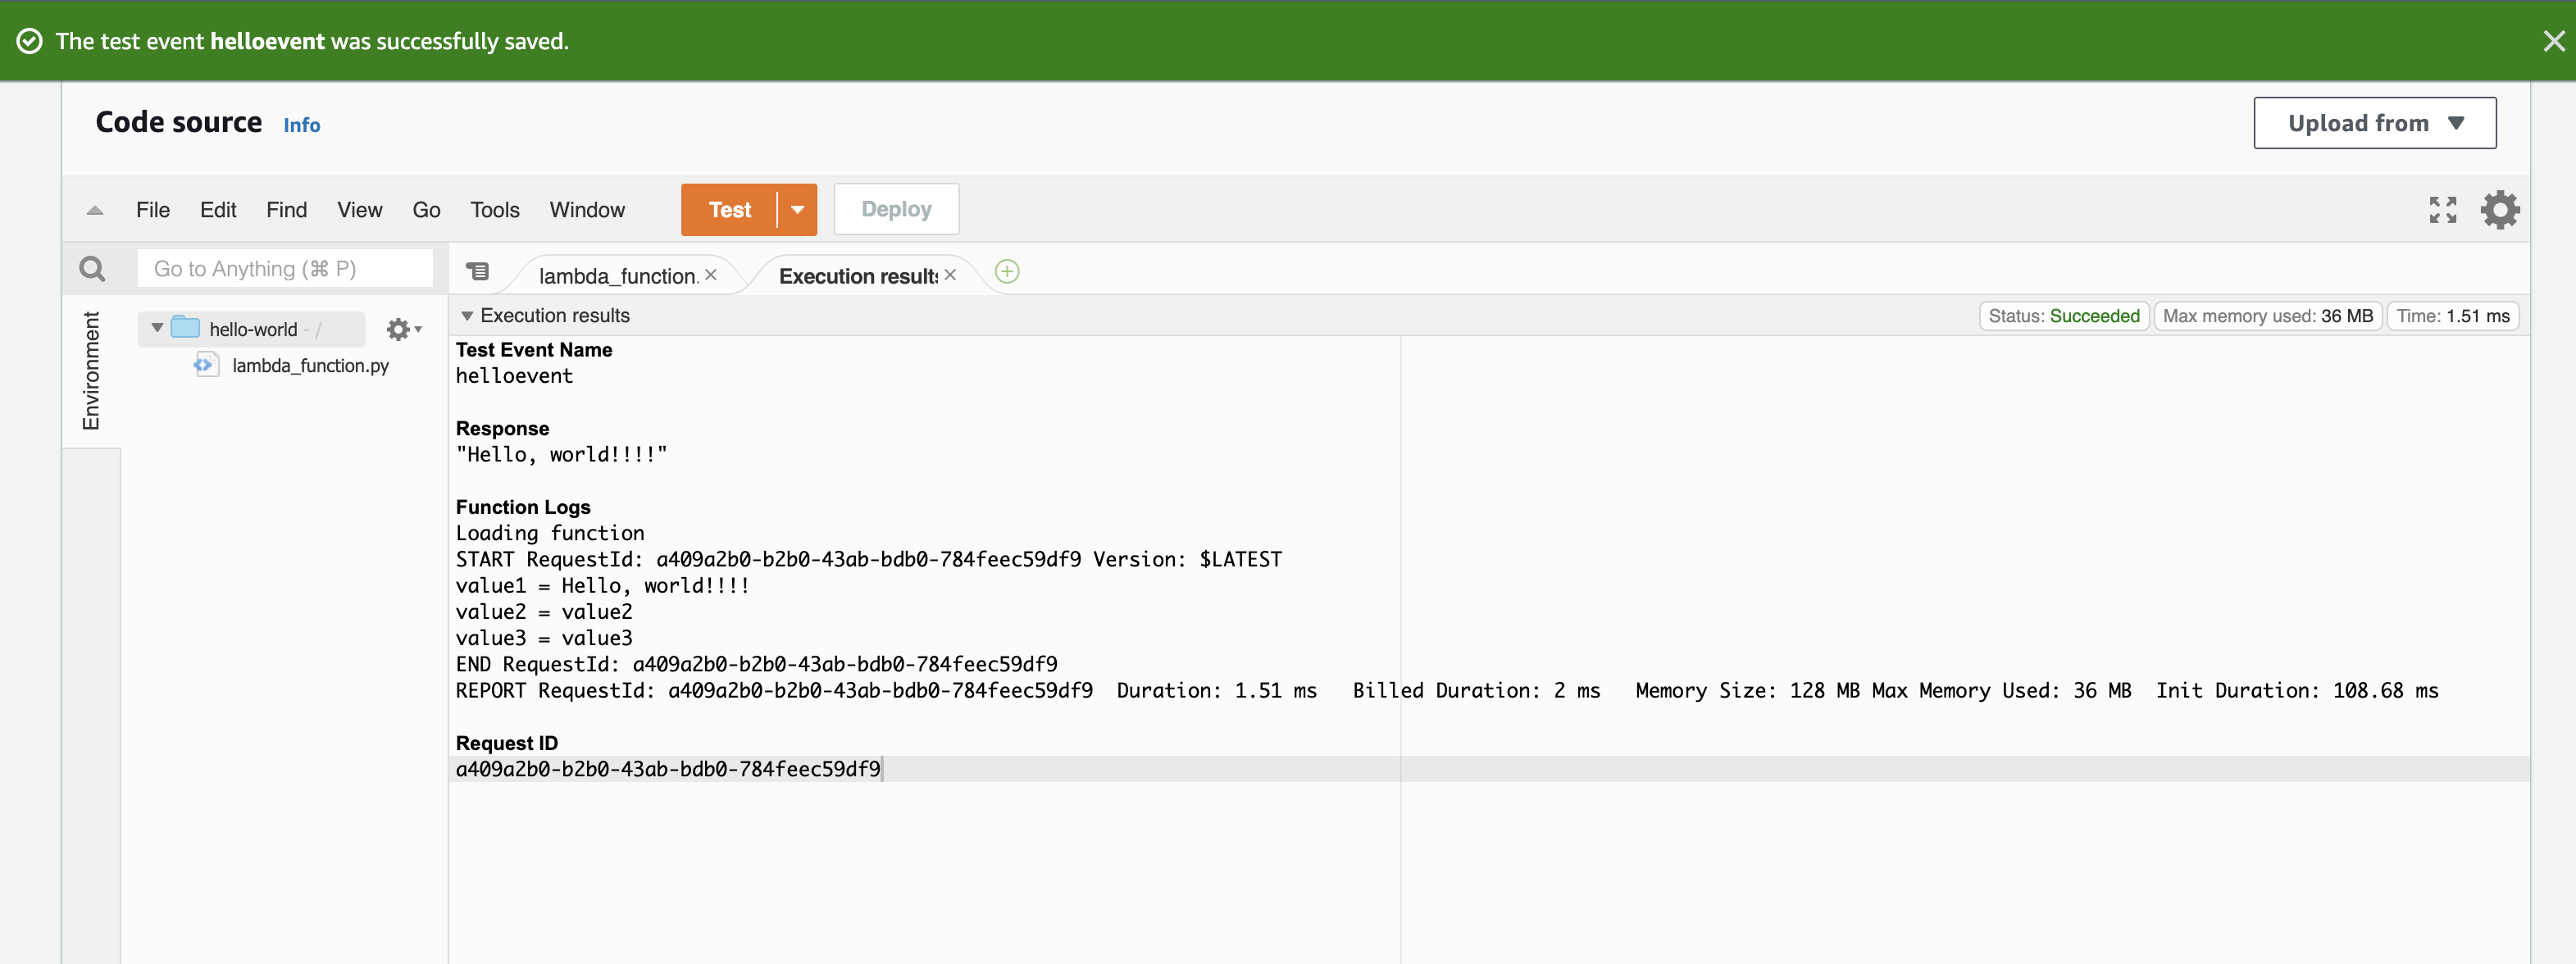 The test event helloevent was successfully saved.
Code source Info
Upload from
File Edit Find View Go Tools Window Test Deploy
Go to Anything (⌘ P)
lambda_function. Execution results
Environment
hello-world - /
lambda_function.py
Execution results
Status: Succeeded Max memory used: 36 MB Time: 1.51 ms
Test Event Name
helloevent
Response
"Hello, world!!!!"
Function Logs
Loading function
START RequestId: a409a2b0-b2b0-43ab-bdb0-784feec59df9 Version: $LATEST
value1 = Hello, world!!!!
value2 = value2
value3 = value3
END RequestId: a409a2b0-b2b0-43ab-bdb0-784feec59df9
REPORT RequestId: a409a2b0-b2b0-43ab-bdb0-784feec59df9 Duration: 1.51 ms Billed Duration: 2 ms Memory Size: 128 MB Max Memory Used: 36 MB Init Duration: 108.68 ms
Request ID
a409a2b0-b2b0-43ab-bdb0-784feec59df9